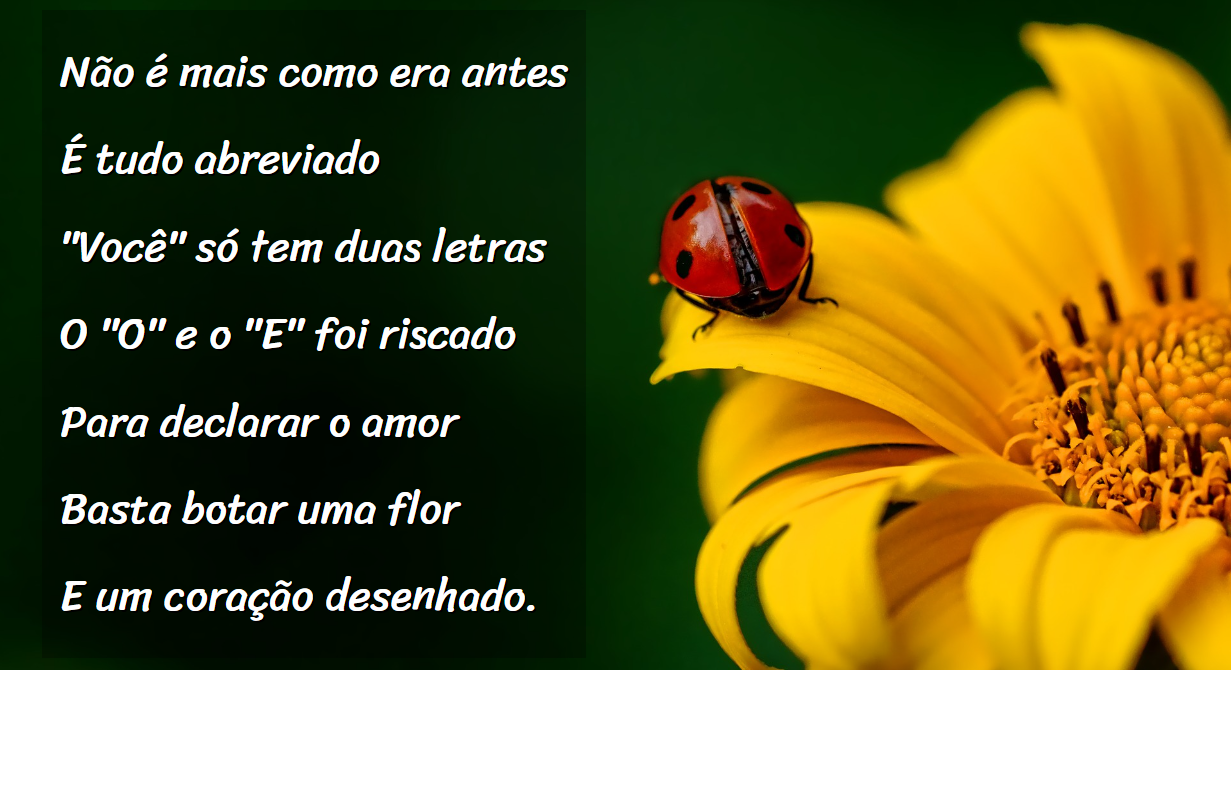 Não é mais como era antes
É tudo abreviado
"Você" só tem duas letras
O "O" e o "E" foi riscado
Para declarar o amor
Basta botar uma flor
E um coração desenhado.